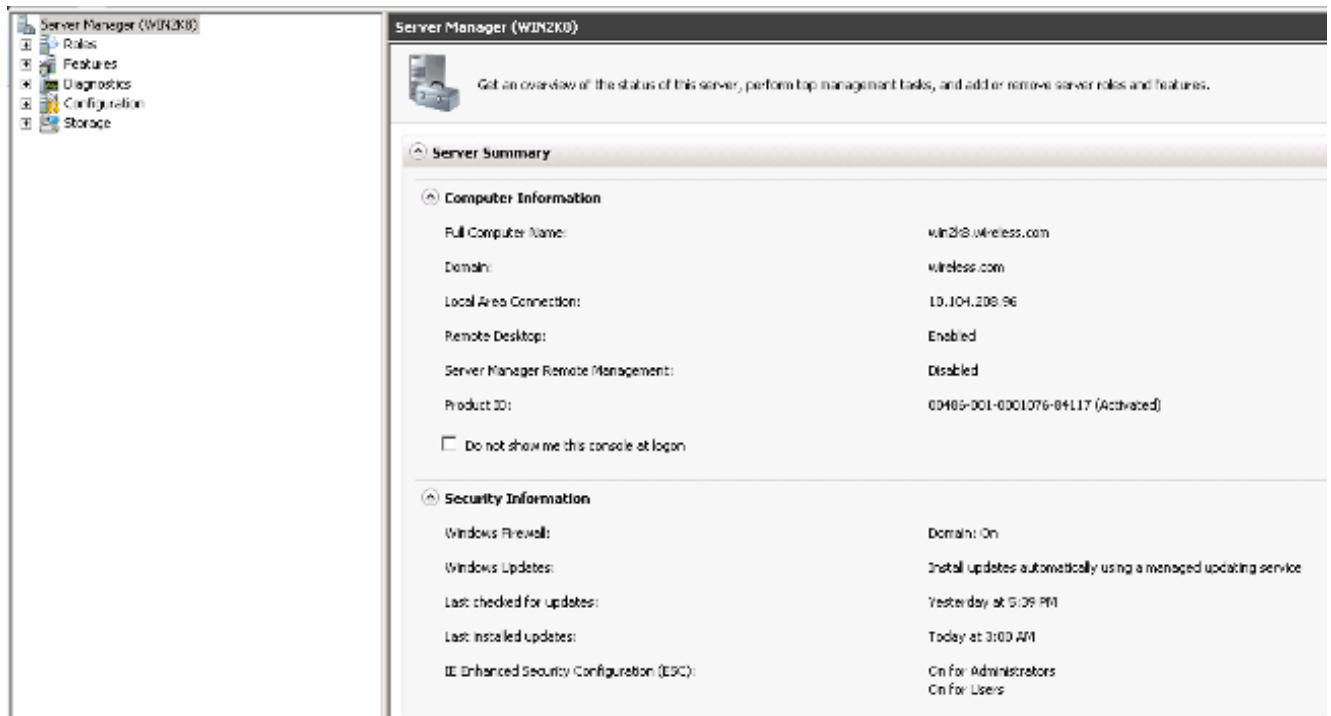 Server Manager (WIN2K8)
Roles
Features
Diagnostics
Configuration
Storage
Server Manager (WIN2K8)
Get an overview of the status of this server, perform top management tasks, and add or remove server roles and features.
Server Summary
Computer Information
Full Computer Name: win2k8.wireless.com
Domain: wireless.com
Local Area Connection: 10.104.208.96
Remote Desktop: Enabled
Server Manager Remote Management: Disabled
Product ID: 00486-001-0001076-84117 (Activated)
Do not show me this console at logon
Security Information
Windows Firewall: Domain: On
Windows Updates: Install updates automatically using a managed updating service
Last checked for updates: Yesterday at 5:39 PM
Last installed updates: Today at 3:00 AM
IE Enhanced Security Configuration (ESC): On for Administrators
On for Users